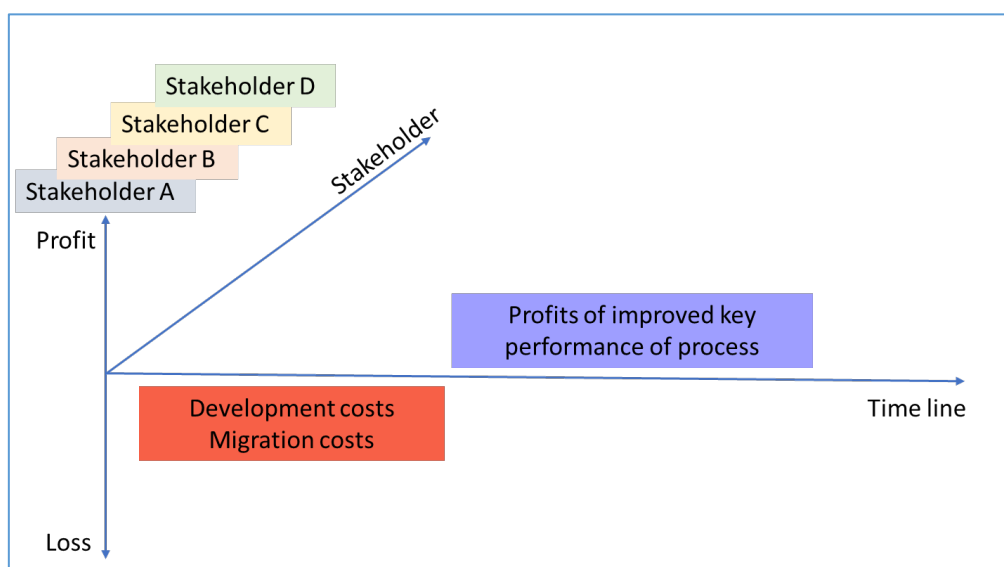 Stakeholder D
Stakeholder C
Stakeholder B
Stakeholder A
Stakeholder
Profit
Profits of improved key
performance of process
Development costs
Migration costs
Time line
Loss